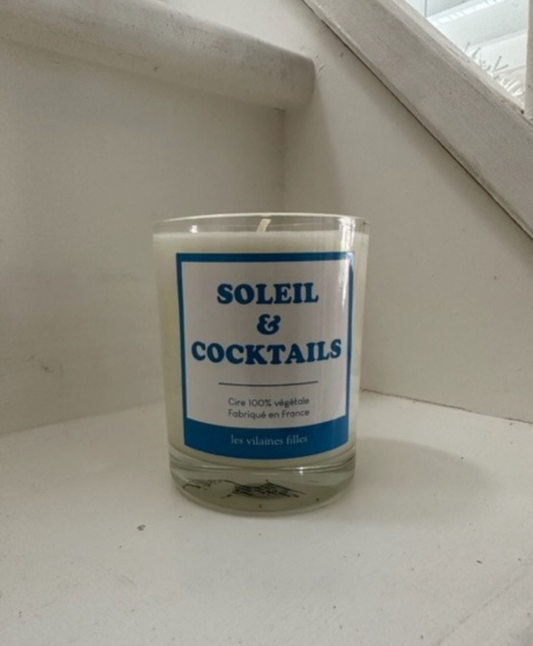 SOLEIL
&
COCKTAILS
Cire 100% végétale
Fabriqué en France
les vilaines filles